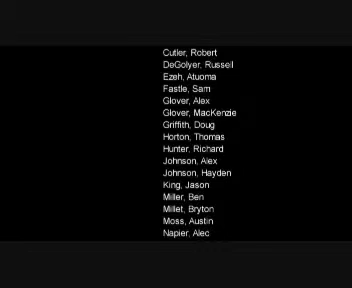 Cutler, Robert
DeGolyer, Russell
Ezeh, Atuoma
Fastle, Sam
Glover, Alex
Glover, MacKenzie
Griffith, Doug
Horton, Thomas
Hunter, Richard
Johnson, Alex
Johnson, Hayden
King, Jason
Miller, Ben
Millet, Bryton
Moss, Austin
Napier, Alec